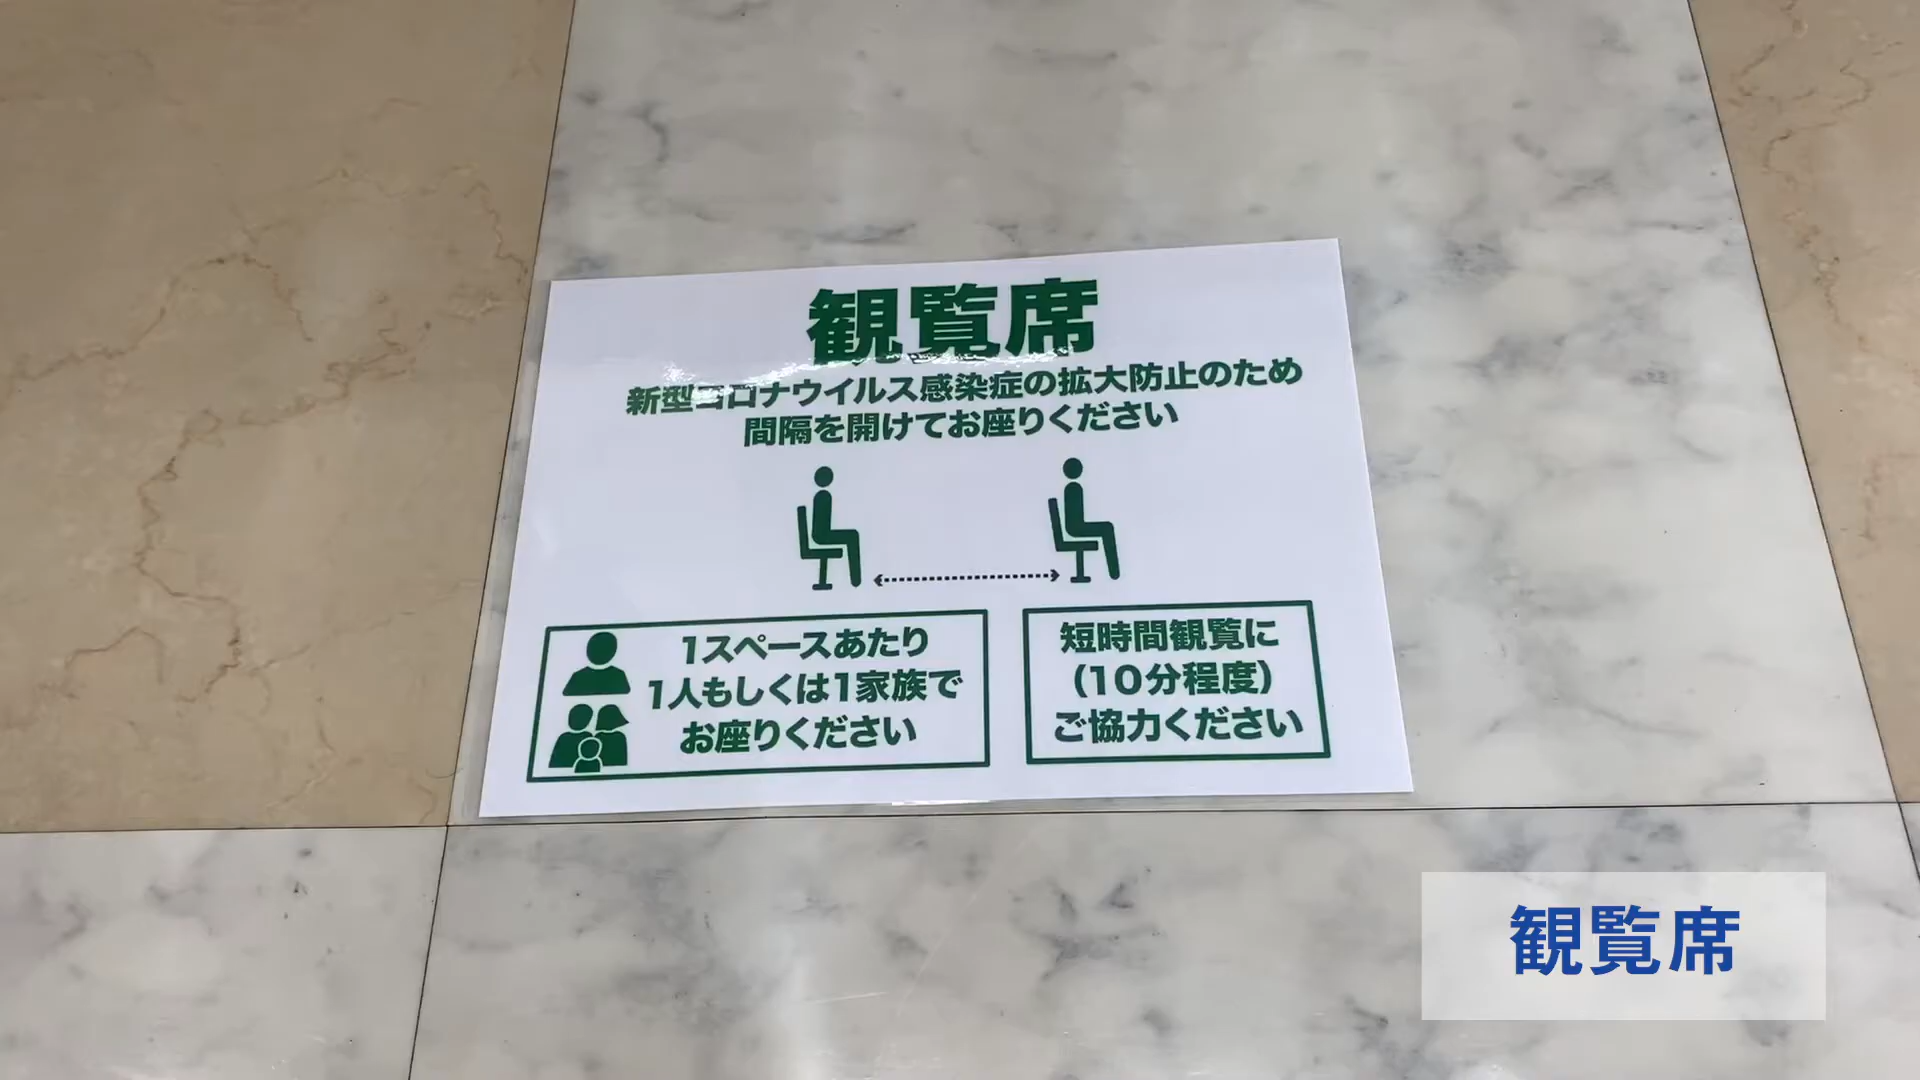 観覧席
新型コロナウイルス感染症の拡大防止のため
間隔を開けてお座りください
1スペースあたり
1人もしくは1家族で
お座りください
短時間観覧に
（10分程度）
ご協力ください
観覧席